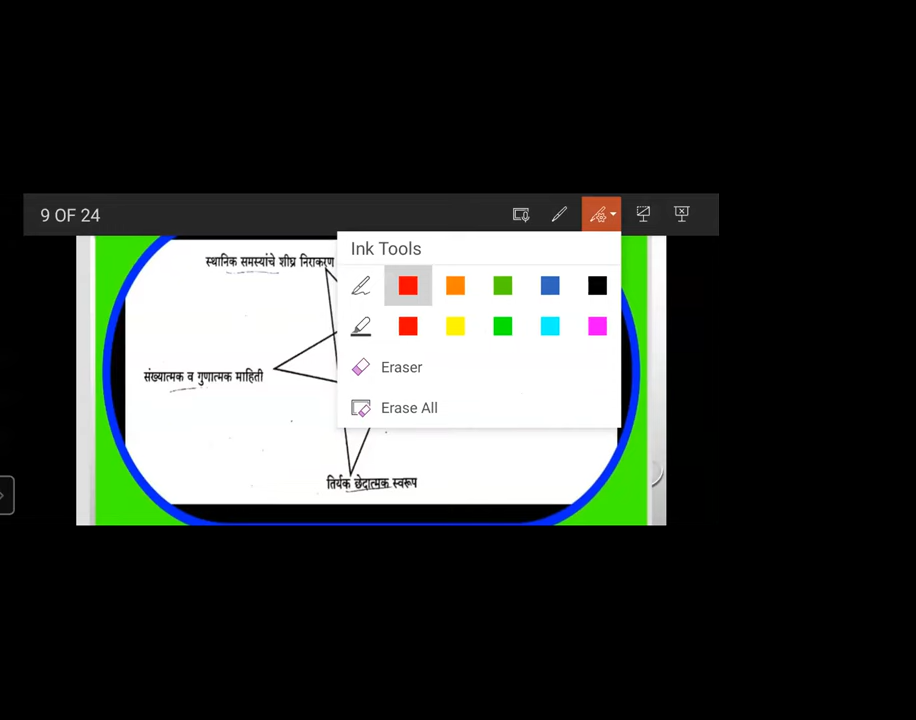 9 OF 24
Ink Tools
Eraser
Erase All
स्थानिक समस्यांचे शीघ्र निराकरण
संख्यात्मक व गुणात्मक माहिती
तिर्यक छेदात्मक स्वरूप